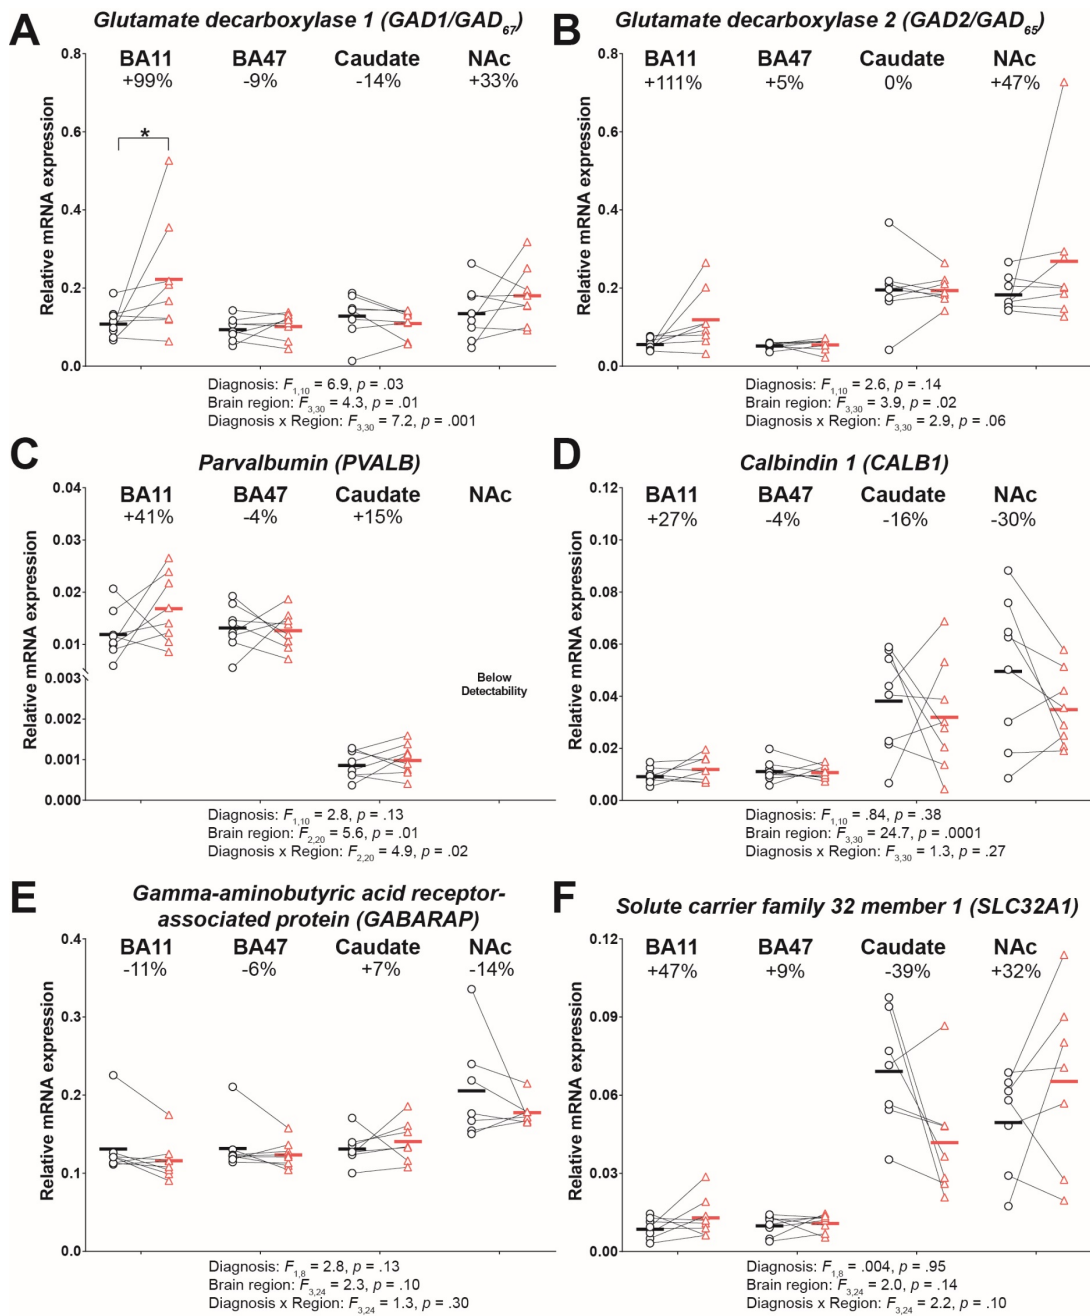 A
Glutamate decarboxylase 1 (GAD1/GAD67)
Relative mRNA expression
0.8
0.6
0.4
0.2
0.0
BA11 BA47 Caudate NAc
+99% -9% -14% +33%
*
Diagnosis: F1,10 = 6.9, p = .03
Brain region: F3,30 = 4.3, p = .01
Diagnosis x Region: F3,30 = 7.2, p = .001
B
Glutamate decarboxylase 2 (GAD2/GAD65)
Relative mRNA expression
0.8
0.6
0.4
0.2
0.0
BA11 BA47 Caudate NAc
+111% +5% 0% +47%
Diagnosis: F1,10 = 2.6, p = .14
Brain region: F3,30 = 3.9, p = .02
Diagnosis x Region: F3,30 = 2.9, p = .06
C
Parvalbumin (PVALB)
Relative mRNA expression
0.04
0.03
0.02
0.01
0.003
0.002
0.001
0.000
BA11 BA47 Caudate NAc
+41% -4% +15%
Below
Detectability
Diagnosis: F1,10 = 2.8, p = .13
Brain region: F2,20 = 5.6, p = .01
Diagnosis x Region: F2,20 = 4.9, p = .02
D
Calbindin 1 (CALB1)
Relative mRNA expression
0.12
0.10
0.08
0.06
0.04
0.02
0.00
BA11 BA47 Caudate NAc
+27% -4% -16% -30%
Diagnosis: F1,10 = .84, p = .38
Brain region: F3,30 = 24.7, p = .0001
Diagnosis x Region: F3,30 = 1.3, p = .27
E
Gamma-aminobutyric acid receptor-
associated protein (GABARAP)
Relative mRNA expression
0.4
0.3
0.2
0.1
0.0
BA11 BA47 Caudate NAc
-11% -6% +7% -14%
Diagnosis: F1,8 = 2.8, p = .13
Brain region: F3,24 = 2.3, p = .10
Diagnosis x Region: F3,24 = 1.3, p = .30
F
Solute carrier family 32 member 1 (SLC32A1)
Relative mRNA expression
0.12
0.09
0.06
0.03
0.00
BA11 BA47 Caudate NAc
+47% +9% -39% +32%
Diagnosis: F1,8 = .004, p = .95
Brain region: F3,24 = 2.0, p = .14
Diagnosis x Region: F3,24 = 2.2, p = .10